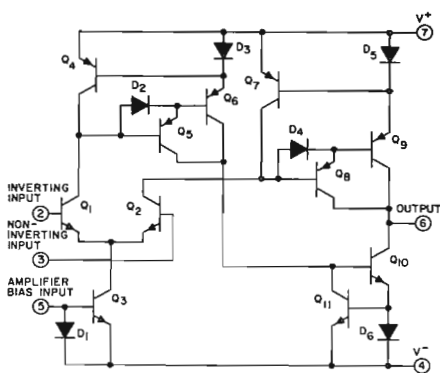 V+
7
Q4
D3
Q7
D5
D2
Q6
Q5
D4
Q9
Q8
INVERTING
INPUT
2
Q1
Q2
OUTPUT
6
NON-
INVERTING
INPUT
3
Q10
AMPLIFIER
BIAS INPUT
5
Q3
Q11
D1
D6
V-
4